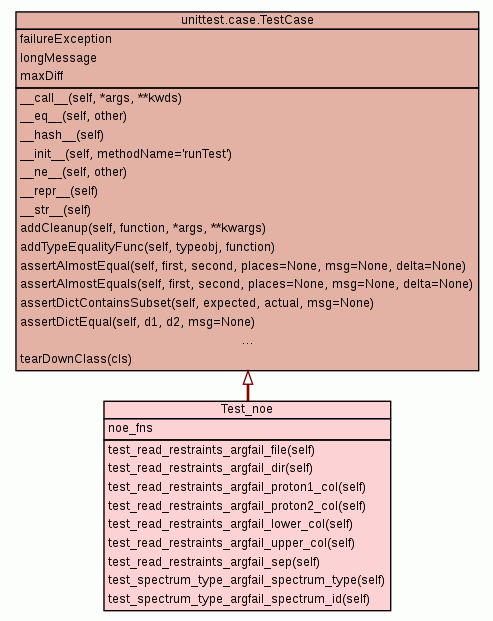 unittest.case.TestCase
failureException
longMessage
maxDiff
__call__(self, *args, **kwds)
__eq__(self, other)
__hash__(self)
__init__(self, methodName='runTest')
__ne__(self, other)
__repr__(self)
__str__(self)
addCleanup(self, function, *args, **kwargs)
addTypeEqualityFunc(self, typeobj, function)
assertAlmostEqual(self, first, second, places=None, msg=None, delta=None)
assertAlmostEquals(self, first, second, places=None, msg=None, delta=None)
assertDictContainsSubset(self, expected, actual, msg=None)
assertDictEqual(self, d1, d2, msg=None)
...
tearDownClass(cls)
Test_noe
noe_fns
test_read_restraints_argfail_file(self)
test_read_restraints_argfail_dir(self)
test_read_restraints_argfail_proton1_col(self)
test_read_restraints_argfail_proton2_col(self)
test_read_restraints_argfail_lower_col(self)
test_read_restraints_argfail_upper_col(self)
test_read_restraints_argfail_sep(self)
test_spectrum_type_argfail_spectrum_type(self)
test_spectrum_type_argfail_spectrum_id(self)